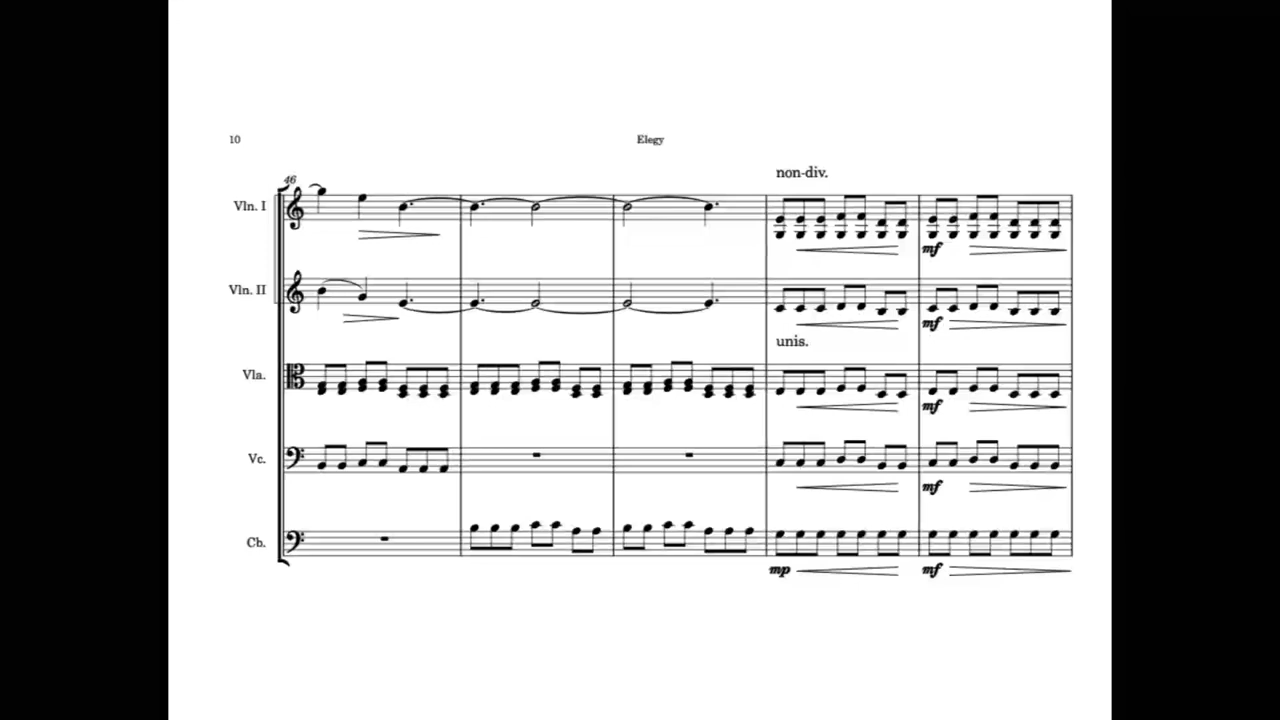 10
Elegy
46
non-div.
Vln. I
mf
Vln. II
mf
unis.
Vla.
mf
Vc.
mf
Cb.
mp mf